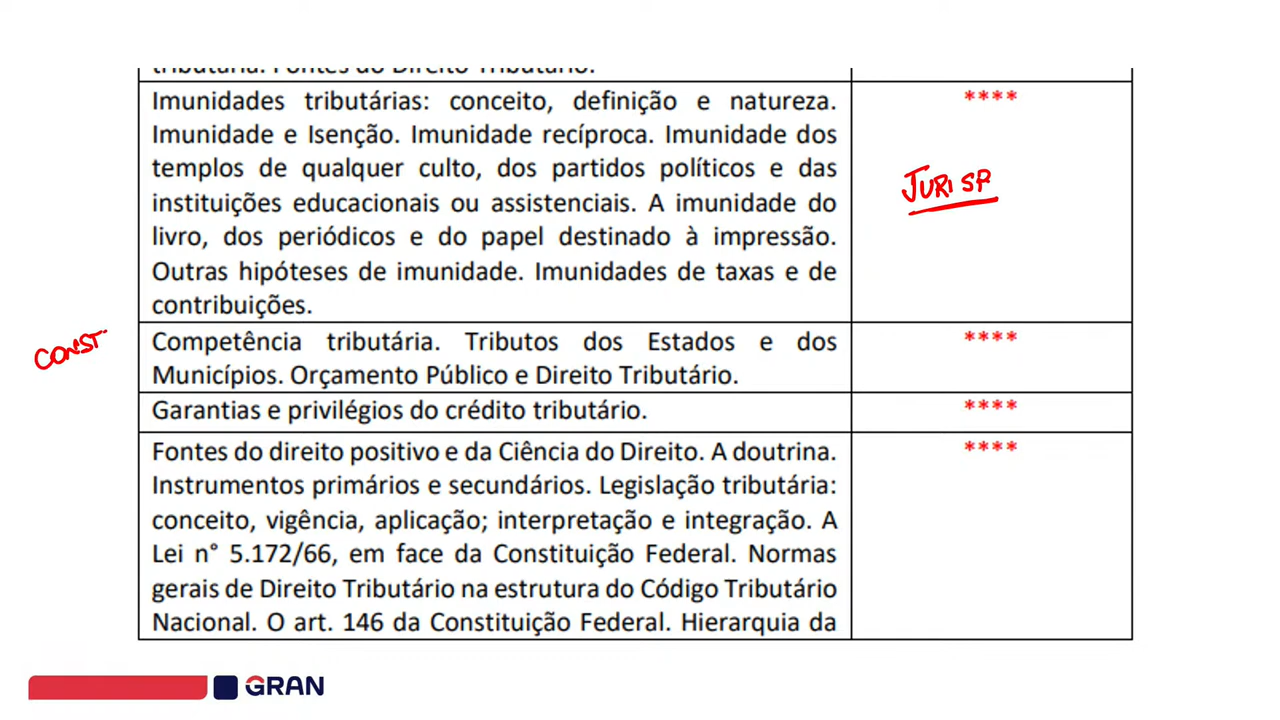 tributária. Fontes do Direito Tributário.
Imunidades tributárias: conceito, definição e natureza.
Imunidade e Isenção. Imunidade recíproca. Imunidade dos
templos de qualquer culto, dos partidos políticos e das
instituições educacionais ou assistenciais. A imunidade do
livro, dos periódicos e do papel destinado à impressão.
Outras hipóteses de imunidade. Imunidades de taxas e de
contribuições.
****
JURISP
CONST
Competência tributária. Tributos dos Estados e dos
Municípios. Orçamento Público e Direito Tributário.
****
Garantias e privilégios do crédito tributário.
****
Fontes do direito positivo e da Ciência do Direito. A doutrina.
Instrumentos primários e secundários. Legislação tributária:
conceito, vigência, aplicação; interpretação e integração. A
Lei n° 5.172/66, em face da Constituição Federal. Normas
gerais de Direito Tributário na estrutura do Código Tributário
Nacional. O art. 146 da Constituição Federal. Hierarquia da
****
GRAN